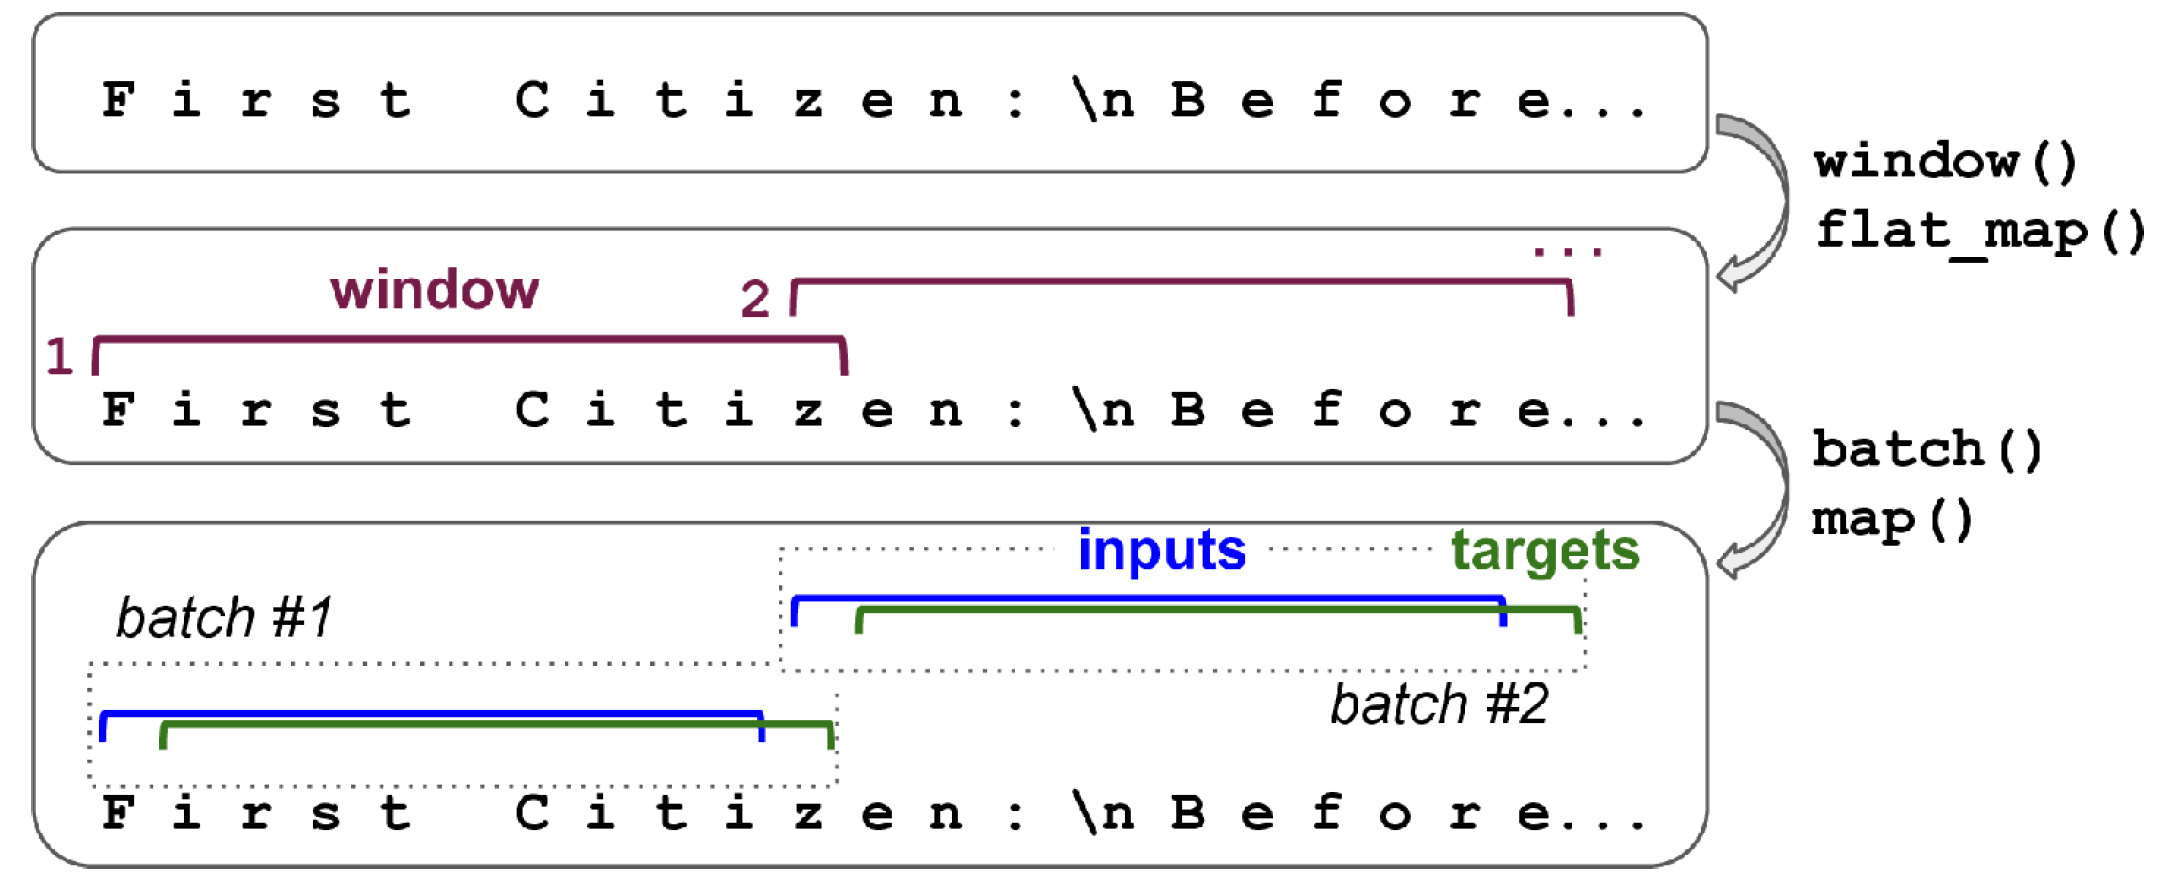 F i r s t   C i t i z e n : \n B e f o r e...
window()
flat_map()
...
window
2
1
F i r s t   C i t i z e n : \n B e f o r e...
batch()
map()
inputs targets
batch #1
batch #2
F i r s t   C i t i z e n : \n B e f o r e...